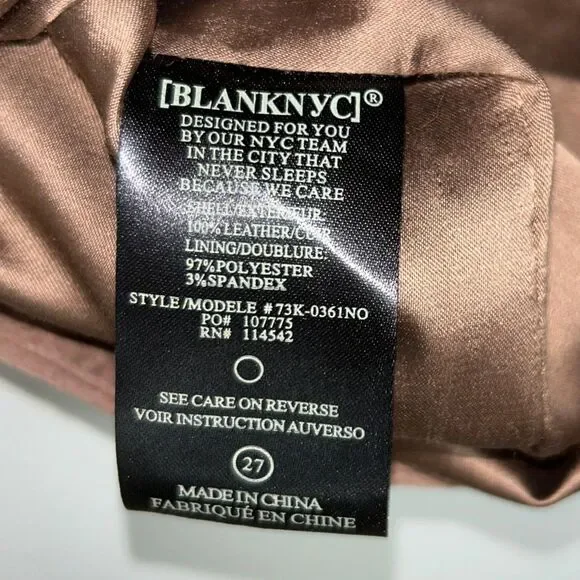 [BLANKNYC]®
DESIGNED FOR YOU
BY OUR NYC TEAM
IN THE CITY THAT
NEVER SLEEPS
BECAUSE WE CARE
SHELL/EXTERIEUR
100% LEATHER/CUIR
LINING/DOUBLURE:
97%POLYESTER
3%SPANDEX
STYLE/MODELE #73K-0361NO
PO# 107775
RN# 114542
SEE CARE ON REVERSE
VOIR INSTRUCTION AUVERSO
27
MADE IN CHINA
FABRIQUÉ EN CHINE